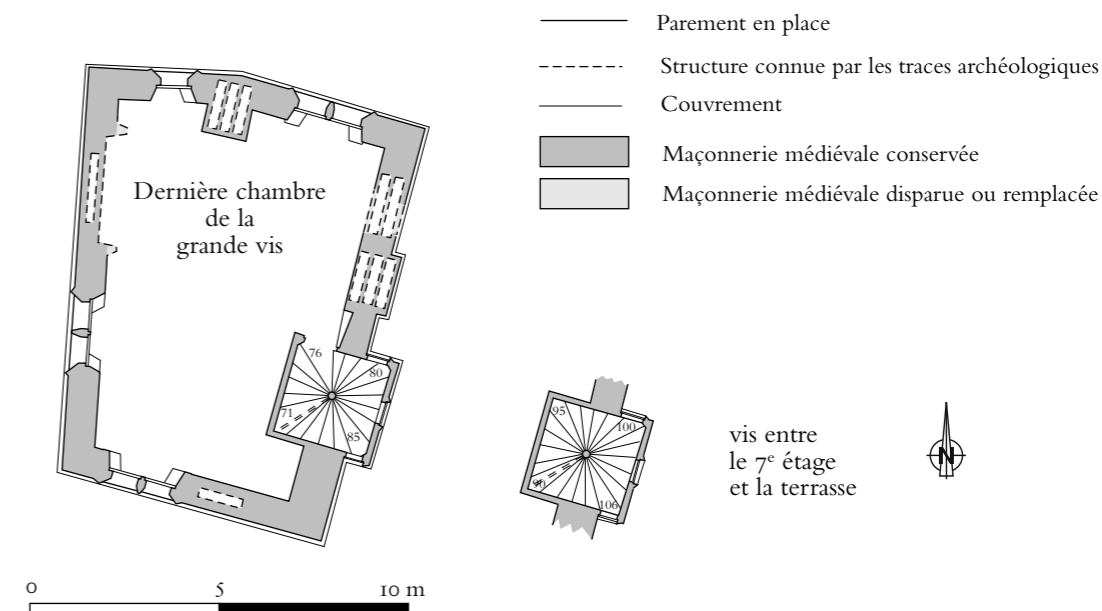 Parement en place
Structure connue par les traces archéologiques
Couvrement
Maçonnerie médiévale conservée
Maçonnerie médiévale disparue ou remplacée
Dernière chambre
de la
grande vis
76
80
71
85
95
100
90
106
vis entre
le 7e étage
et la terrasse
N
0 5 10 m